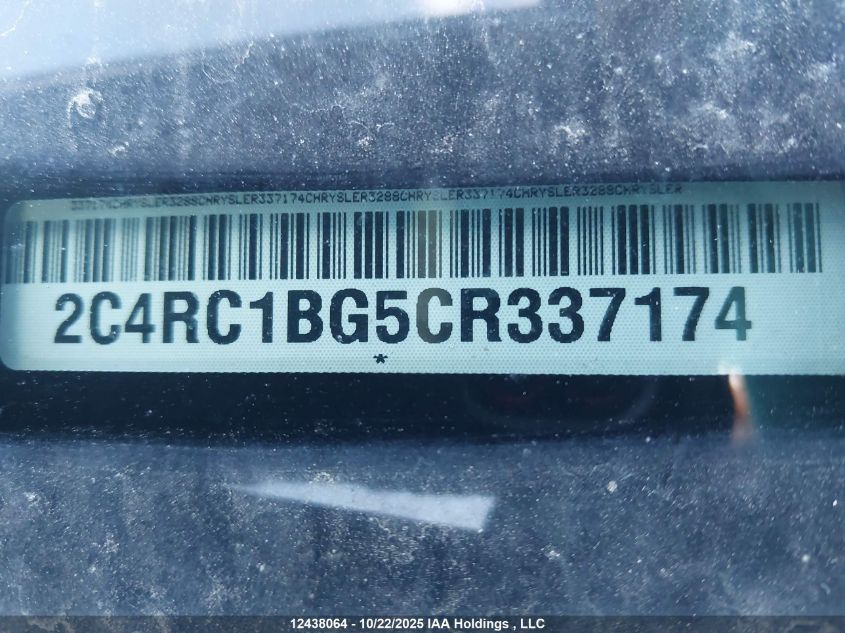 337174CHRYSLER3288CHRYSLER337174CHRYSLER3288CHRYSLER337174CHRYSLER3288CHRYSLER
2C4RC1BG5CR337174
*
12438064 - 10/22/2025 IAA Holdings , LLC